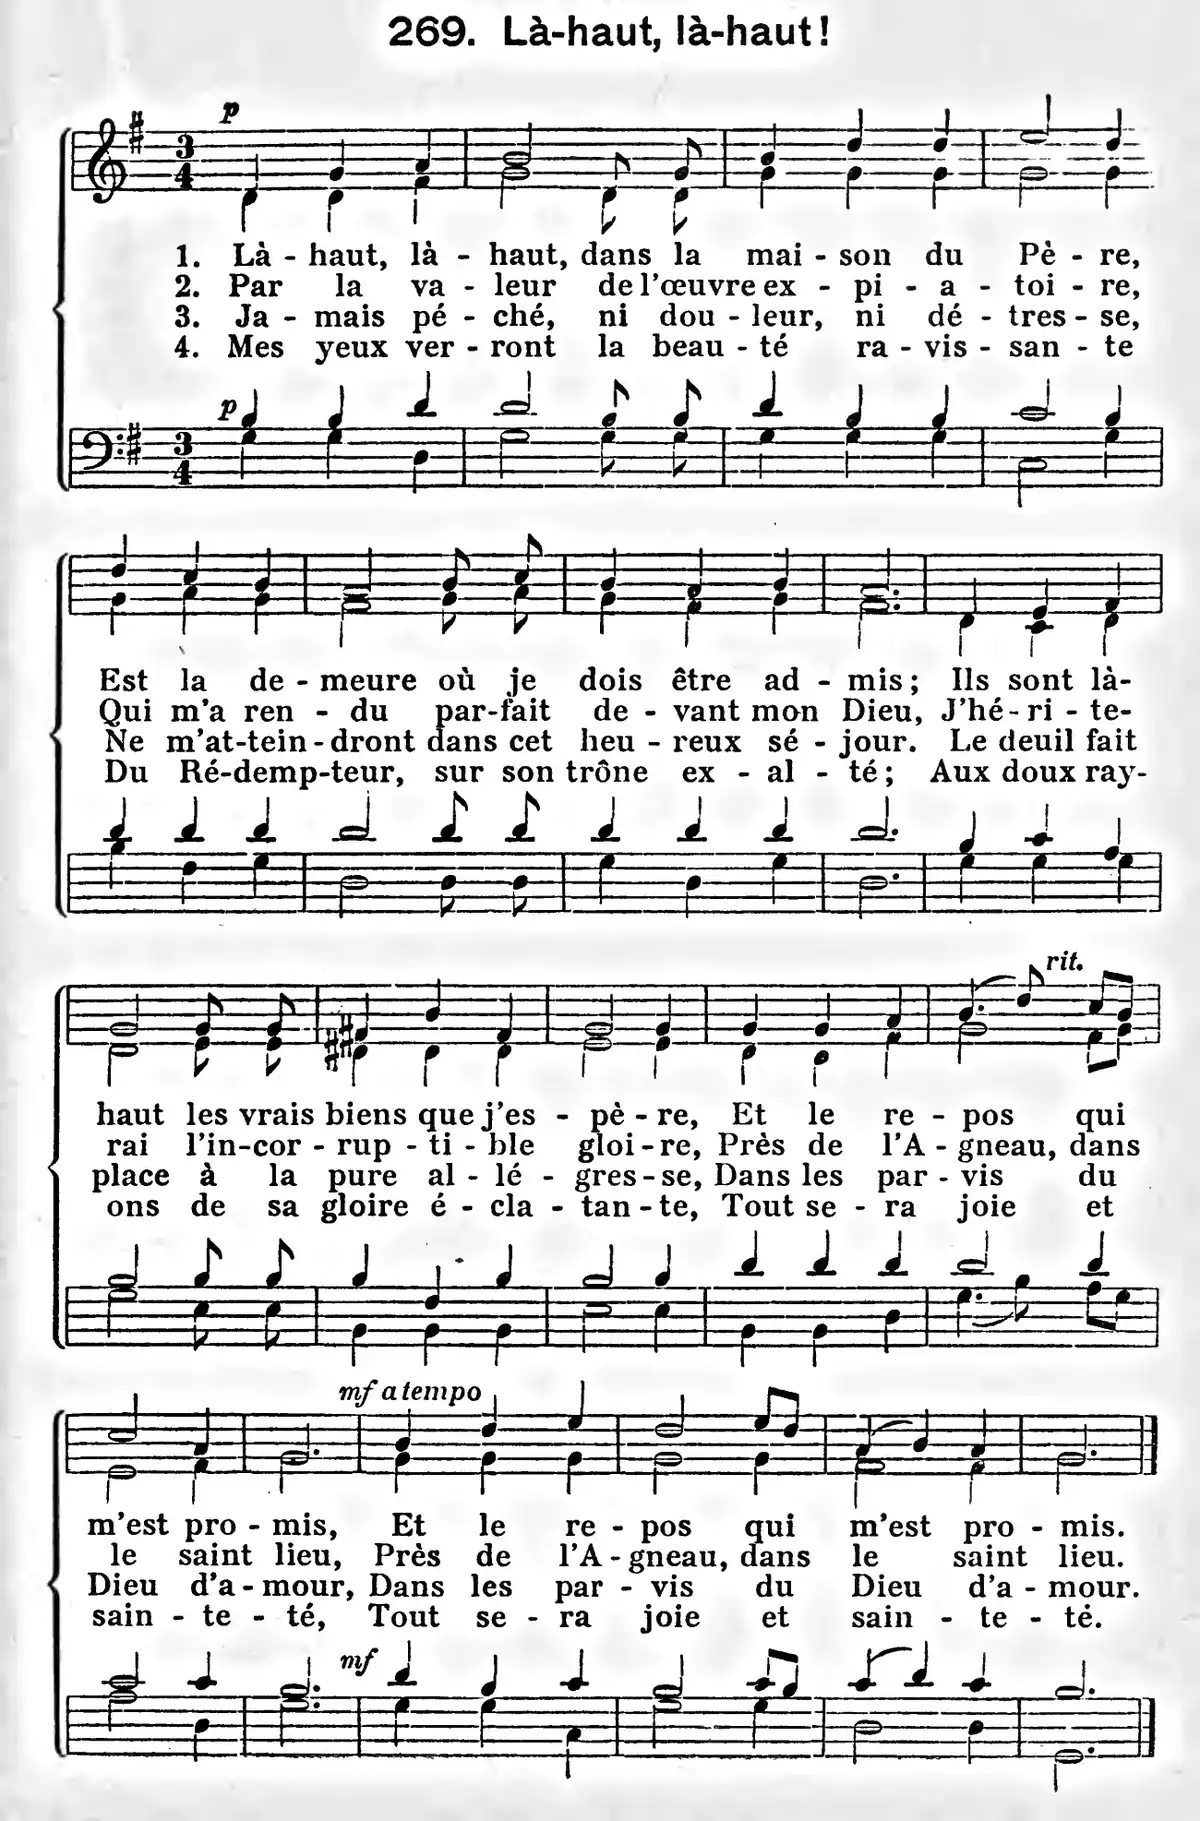 269. Là-haut, là-haut!
p
3 4
1. Là - haut, là - haut, dans la mai - son du Pè - re,
2. Par la va - leur de l'œuvre ex - pi - a - toi - re,
3. Ja - mais pé - ché, ni dou - leur, ni dé - tres - se,
4. Mes yeux ver - ront la beau - té ra - vis - san - te
p
3 4
Est la de - meure où je dois être ad - mis; Ils sont là-
Qui m'a ren - du par-fait de - vant mon Dieu, J'hé - ri - te-
Ne m'at-tein-dront dans cet heu - reux sé - jour. Le deuil fait
Du Ré-demp-teur, sur son trône ex - al - té; Aux doux ray-
rit.
haut les vrais biens que j'es - pè - re, Et le re - pos qui
rai l'in-cor - rup - ti - ble gloi-re, Près de l'A - gneau, dans
place à la pure al - lé - gres-se, Dans les par - vis du
ons de sa gloire é - cla - tan - te, Tout se - ra joie et
mf a tempo
m'est pro - mis, Et le re - pos qui m'est pro - mis.
le saint lieu, Près de l'A - gneau, dans le saint lieu.
Dieu d'a - mour, Dans les par - vis du Dieu d'a - mour.
sain - te - té, Tout se - ra joie et sain - te - té.
mf